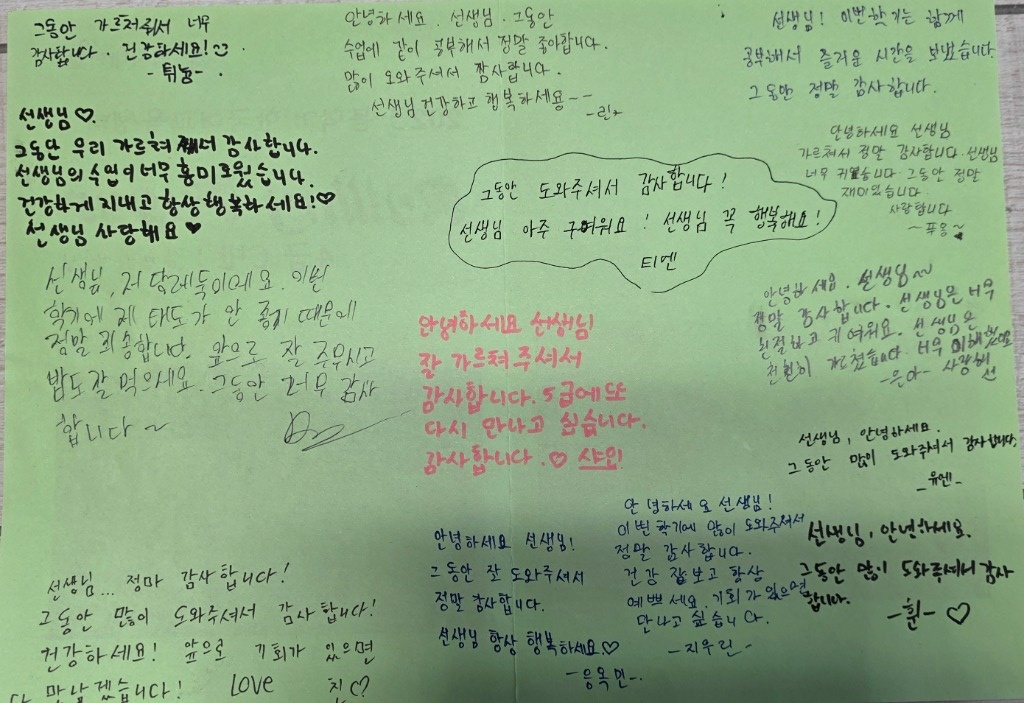 그동안 가르쳐줘서 너무
감사합니다. 건강하세요!
안녕하세요. 선생님. 그동안
수업에 같이 공부해서 정말 좋아합니다.
많이 도와주셔서 감사합니다.
선생님 건강하고 행복하세용~~
-린-
선생님! 이번학기는 함께
공부해서 즐거운 시간을 보냈습니다.
그동안 정말 감사합니다.
선생님♡
그동안 우리 가르쳐 줘서 감사합니다.
선생님의 수업이 너무 흥미로웠습니다.
건강하게 지내고 항상 행복하세요!♡
선생님 사당해요♥
안녕하세요 선생님
가르쳐서 정말 감사합니다. 선생님
너무 귀엽습니다. 그동안 정말
재미있습니다.
사랑합니다
그동안 도와주셔서 감사합니다!
선생님 아주 구여워요! 선생님 꼭 행복해요!
티엔
선생님, 저
학기에 제 태도가 안 좋기 때문에
정말 죄송합니다. 앞으로 잘 주무시고
밥도 잘 먹으세요. 그동안 너무 감사
합니다~
안녕하세요. 선생님~
정말 감사합니다. 선생님은 너무
친절하고 귀여워요. 선생님은
너무
-은아- 사랑해
안녕하세요 선생님
잘 가르쳐주셔서
감사합니다. 5급에 또
다시 만나고 싶습니다.
감사합니다.♡ 샤인
선생님, 안녕하세요.
그동안 많이 도와주셔서 감사합니다.
-유엔-
안녕하세요 선생님!
그동안 잘 도와주셔서
정말 감사합니다.
선생님 항상 행복하세요♡
-응옥민-
안녕하세요 선생님!
이번 학기에 많이 도와주셔서
정말 감사합니다.
건강 잘보고 항상
예쁘세요. 기회가 있으면
만나고 싶습니다.
-지우린-
선생님, 안년하세요.
그동안 많이 도와주셔서 감사
합니다.
-훤- ♡
선생님... 정마 감사합니다!
그동안 많이 도와주셔서 감사합니다!
건강하세요! 앞으로 기회가 있으면
다 만나겠습니다! LOVE